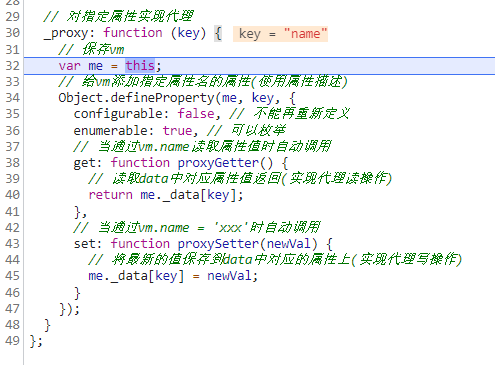 28
29 // 对指定属性实现代理
30 _proxy: function (key) { key = "name"
31 // 保存vm
32 var me = this;
33 // 给vm添加指定属性名的属性(使用属性描述)
34 Object.defineProperty(me, key, {
35 configurable: false, // 不能再重新定义
36 enumerable: true, // 可以枚举
37 // 当通过vm.name读取属性值时自动调用
38 get: function proxyGetter() {
39 // 读取data中对应属性值返回(实现代理读操作)
40 return me._data[key];
41 },
42 // 当通过vm.name = 'xxx'时自动调用
43 set: function proxySetter(newVal) {
44 // 将最新的值保存到data中对应的属性上(实现代理写操作)
45 me._data[key] = newVal;
46 }
47 });
48 }
49 };